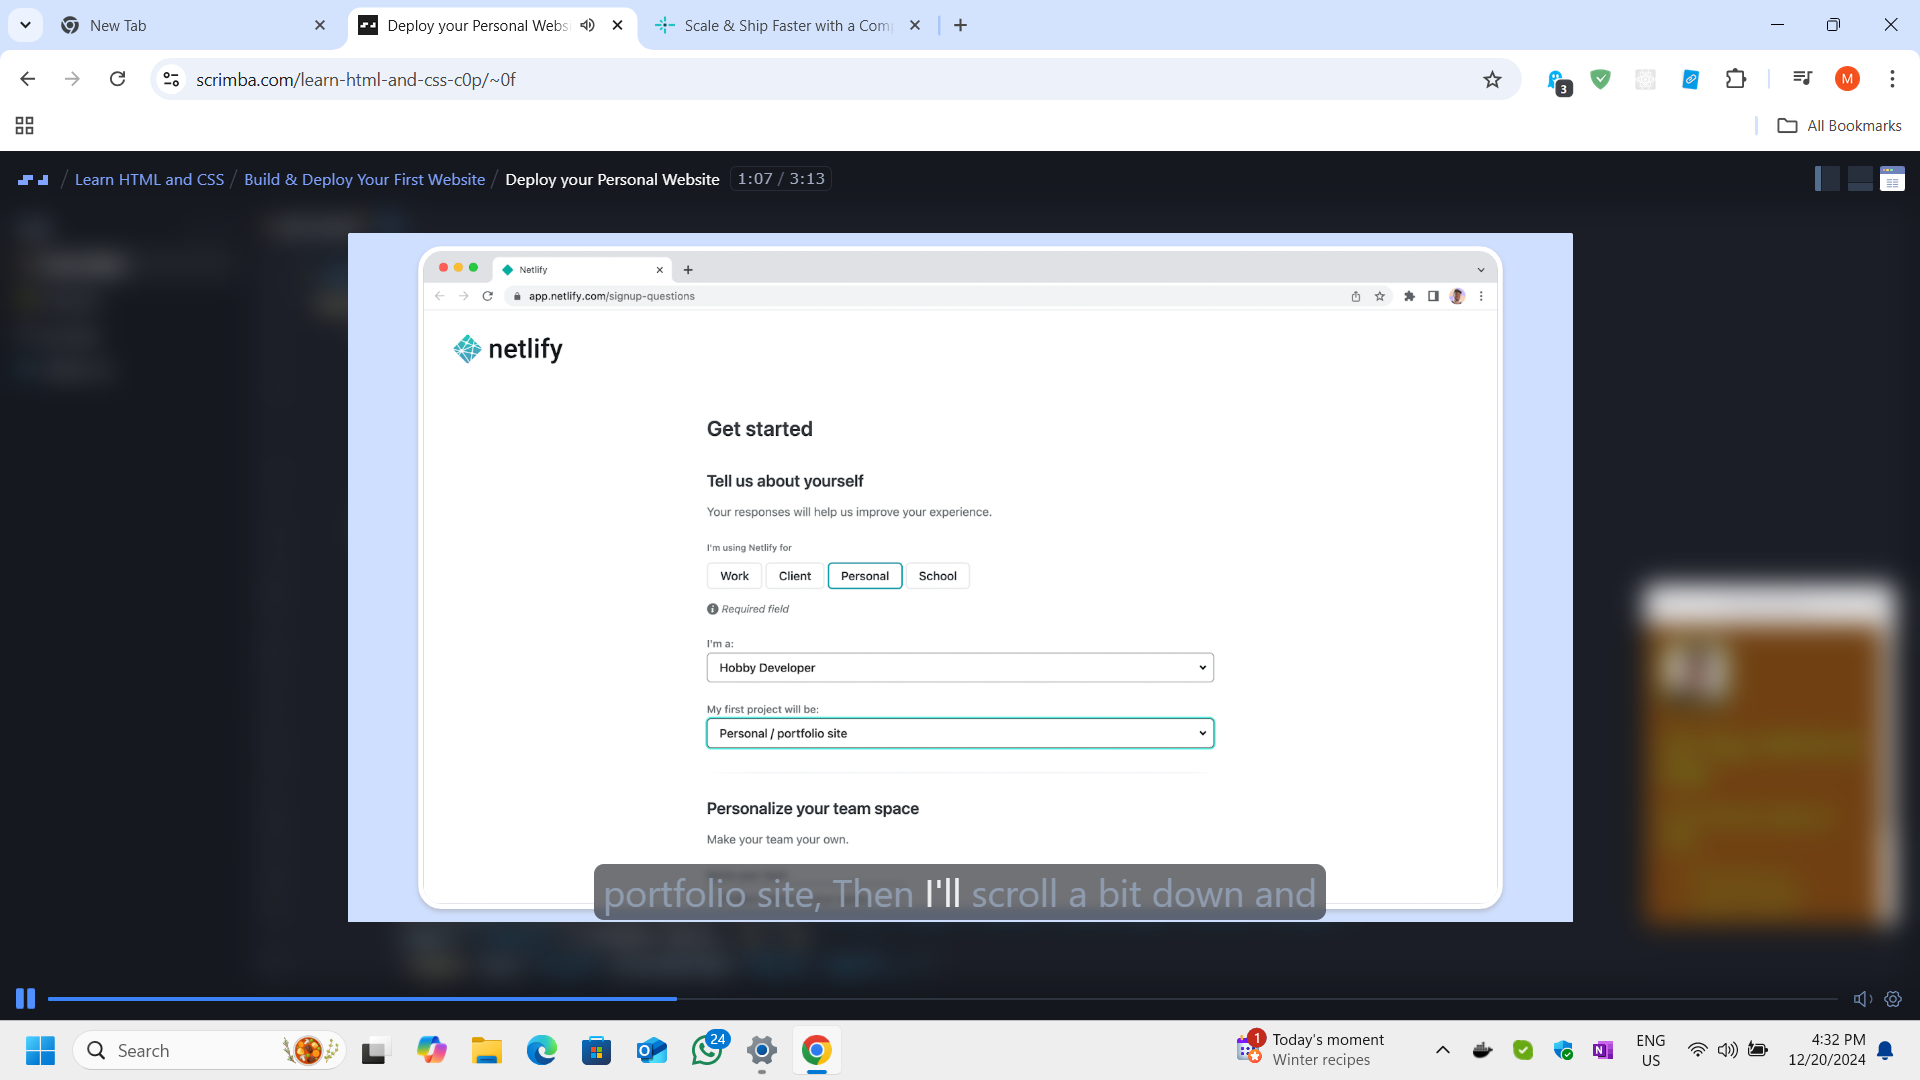 New Tab
Deploy your Personal Webs
Scale & Ship Faster with a Com
scrimba.com/learn-html-and-css-c0p/~0f
3
M
All Bookmarks
/ Learn HTML and CSS / Build & Deploy Your First Website / Deploy your Personal Website 1:07 / 3:13
Netlify
app.netlify.com/signup-questions
netlify
Get started
Tell us about yourself
Your responses will help us improve your experience.
I'm using Netlify for
Work Client Personal School
Required field
I'm a:
Hobby Developer
My first project will be:
Personal / portfolio site
Personalize your team space
Make your team your own.
portfolio site, Then I'll scroll a bit down and
Search
24
1
Today's moment
Winter recipes
ENG
US
4:32 PM
12/20/2024